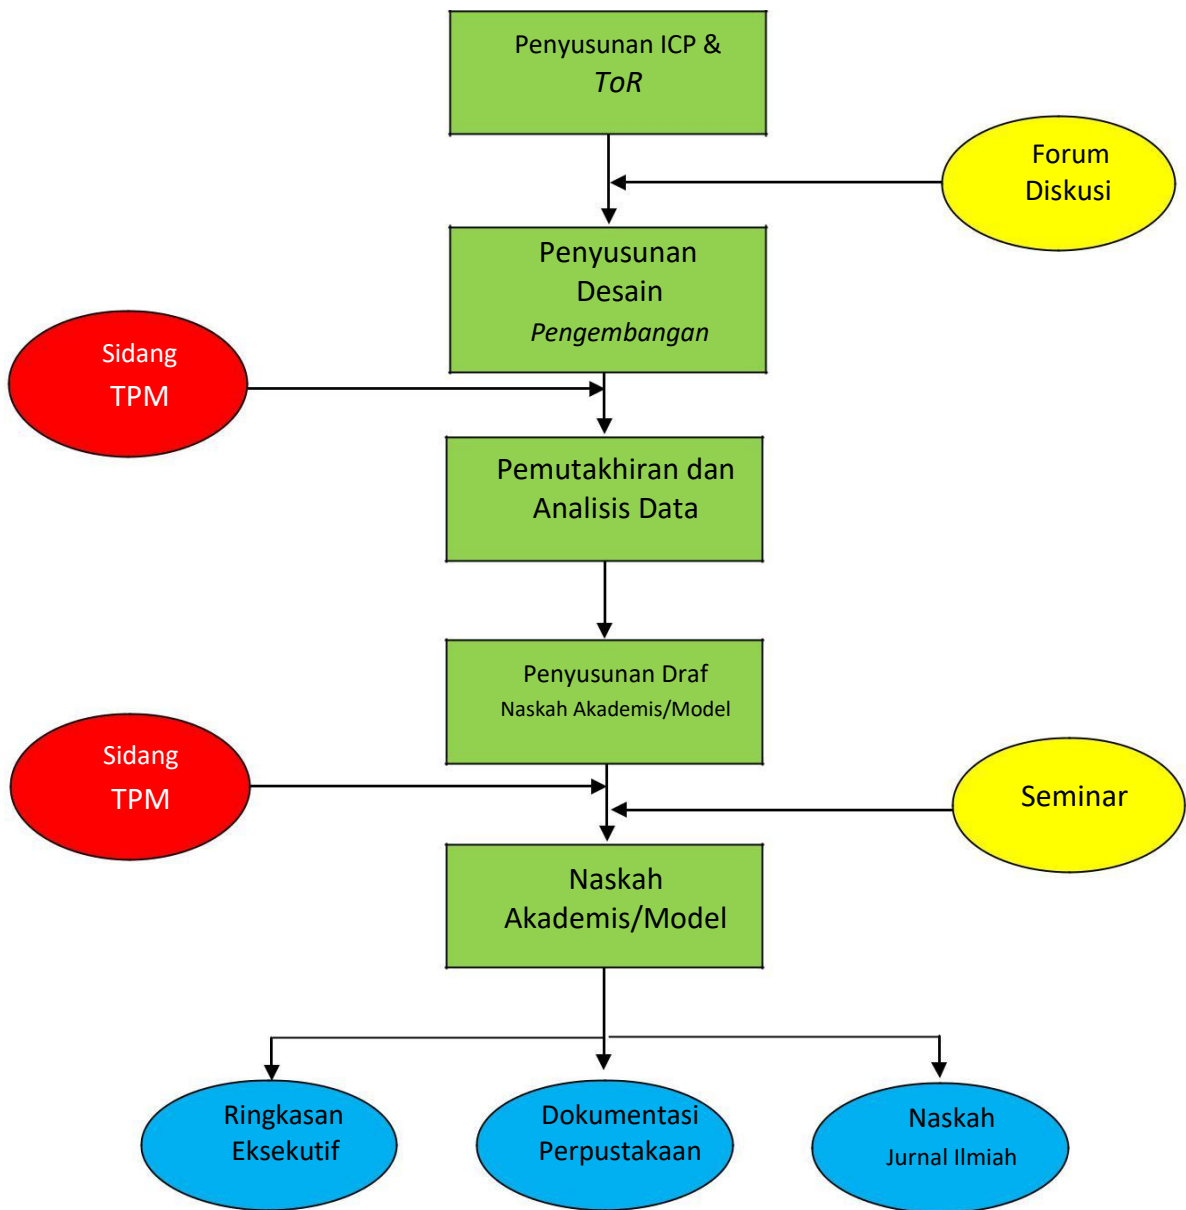 Penyusunan ICP &
ToR
Forum
Diskusi
Penyusunan
Desain
Pengembangan
Sidang
TPM
Pemutakhiran dan
Analisis Data
Penyusunan Draf
Naskah Akademis/Model
Sidang
TPM
Seminar
Naskah
Akademis/Model
Ringkasan
Eksekutif
Dokumentasi
Perpustakaan
Naskah
Jurnal Ilmiah